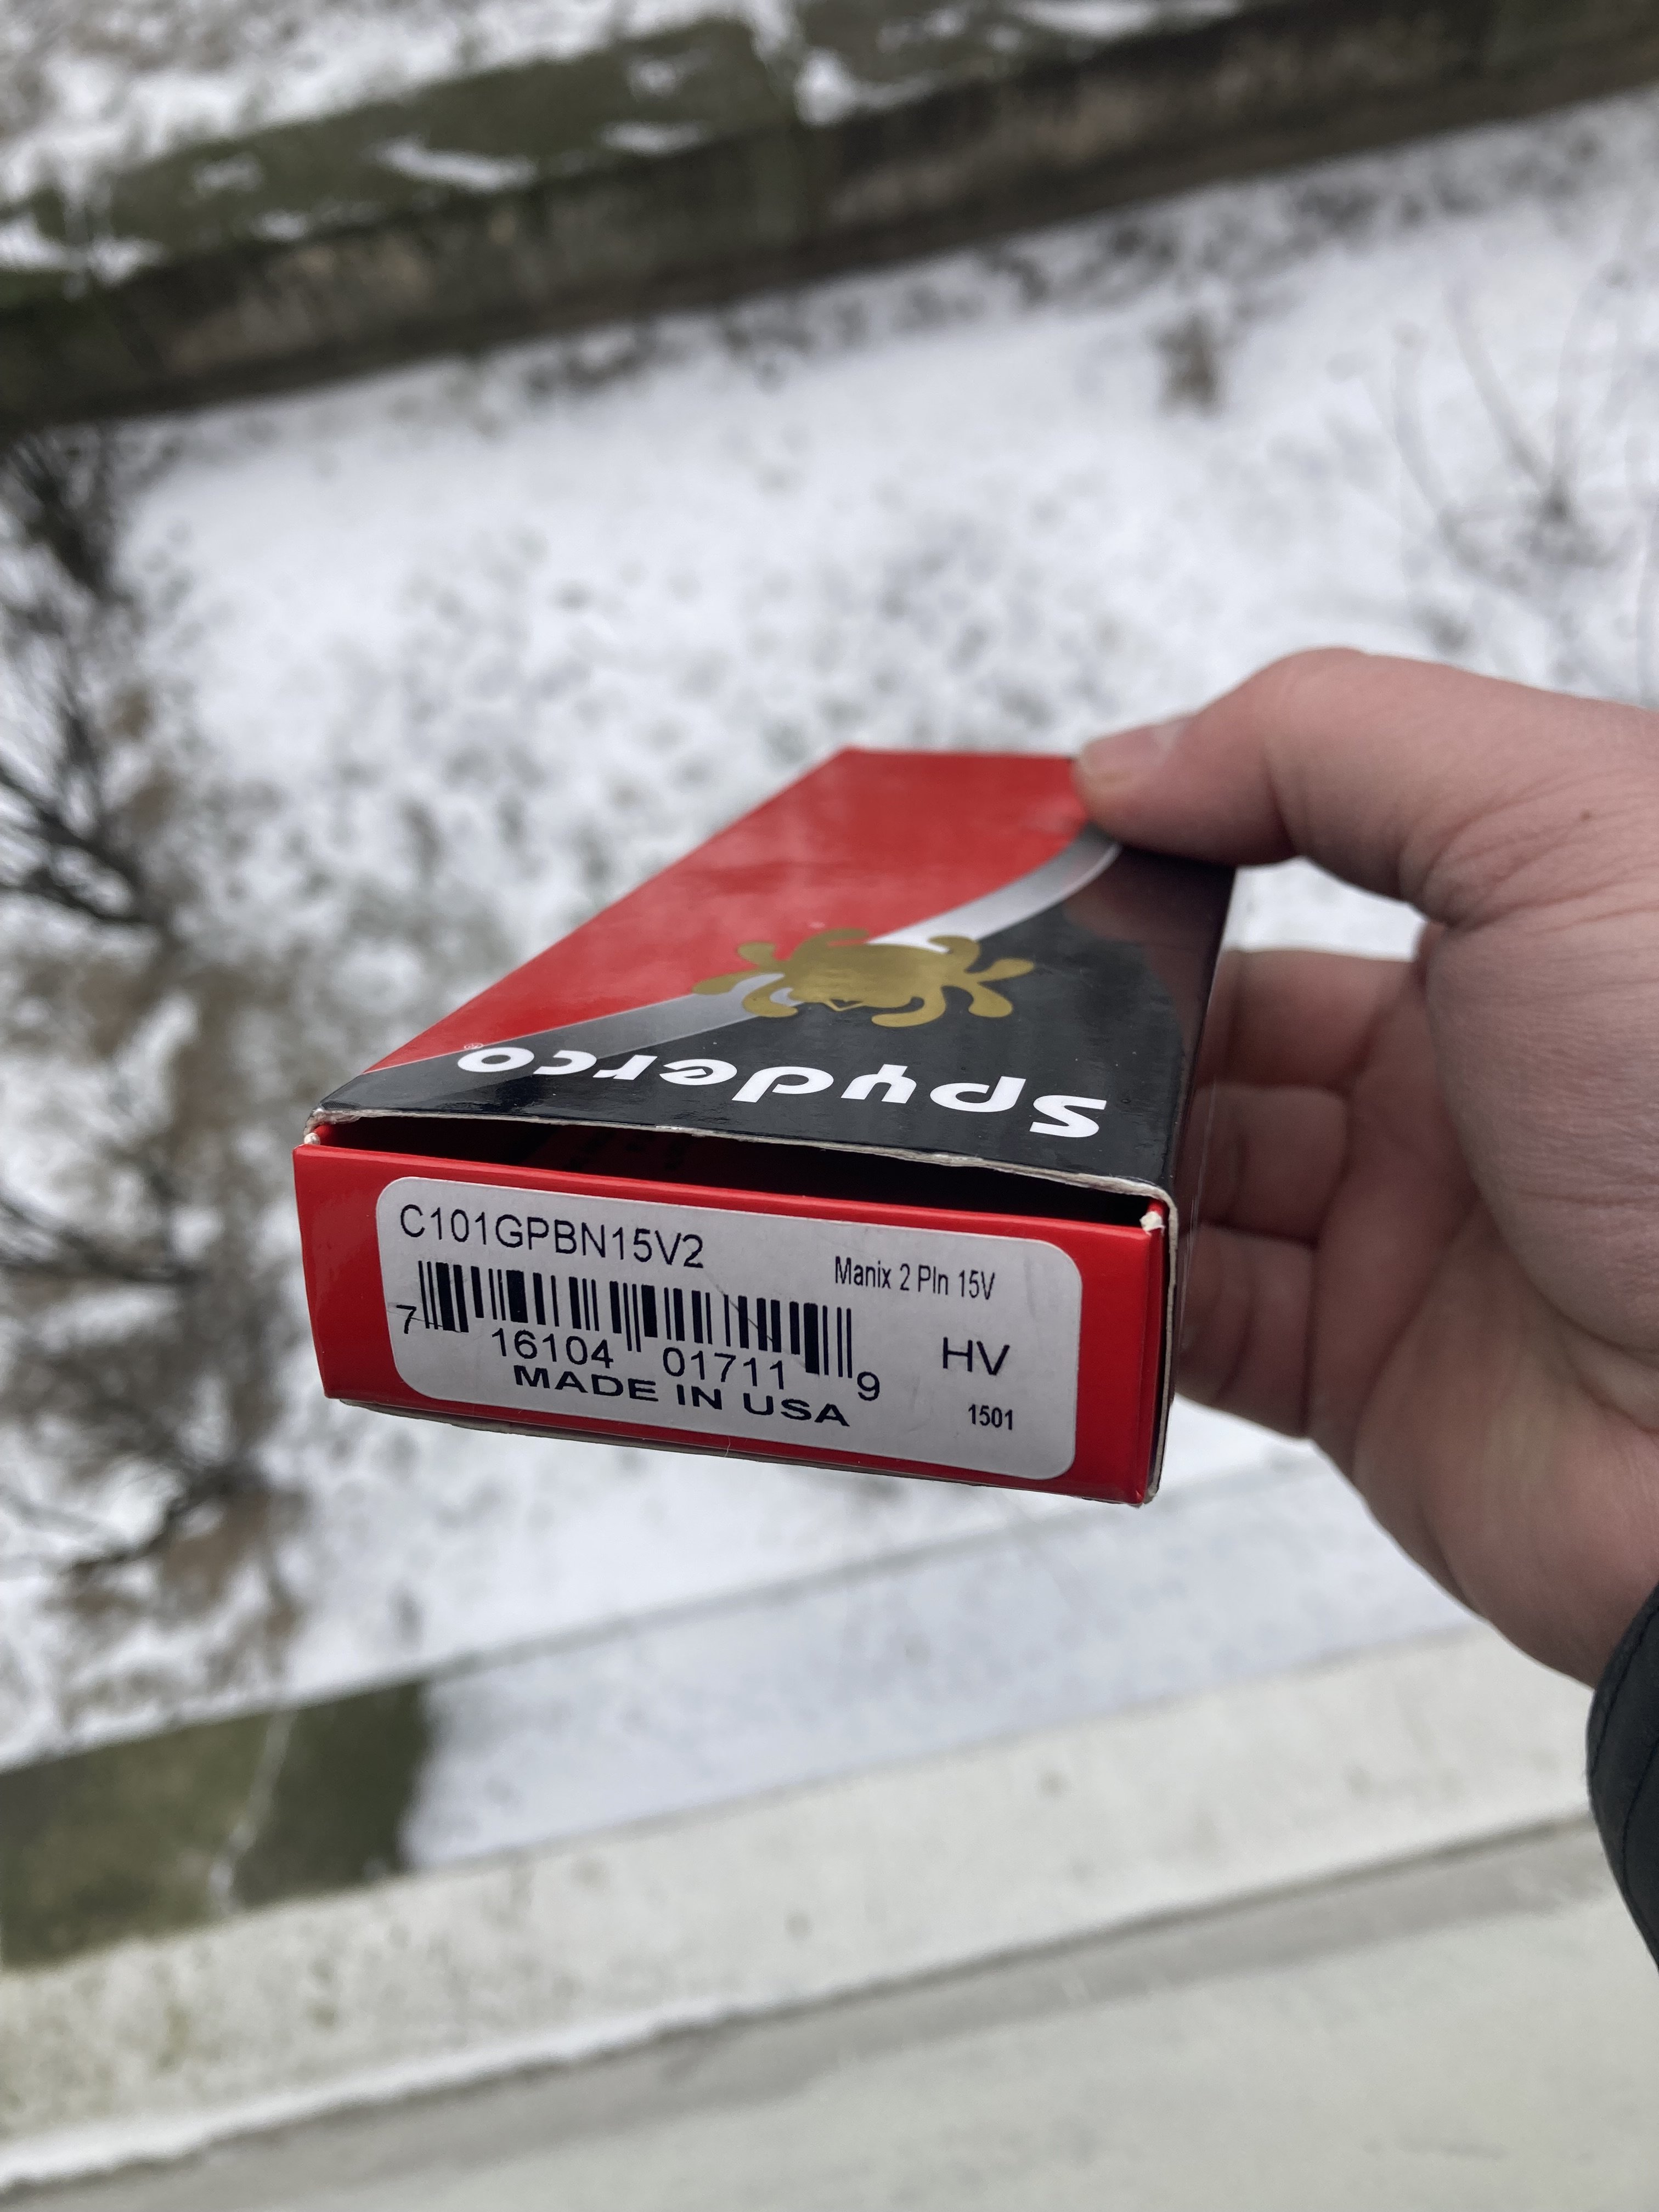 Spyderco®
C101GPBN15V2
Manix 2 Pln 15V
7 16104 01711 9
HV
MADE IN USA
1501